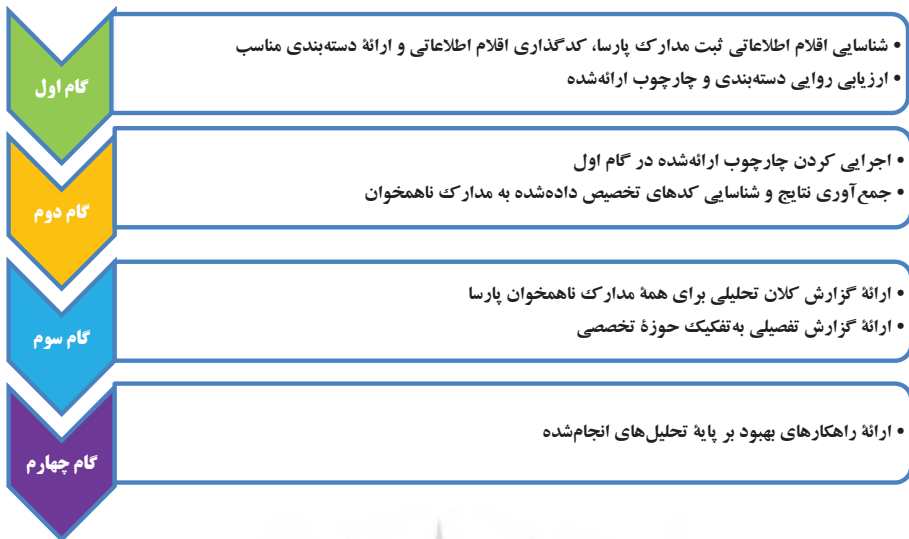 گام اول
• شناسایی اقلام اطلاعاتی ثبت مدارک پارسا، کدگذاری اقلام اطلاعاتی و ارائهٔ دسته‌بندی مناسب
• ارزیابی روایی دسته‌بندی و چارچوب ارائه‌شده
گام دوم
• اجرایی کردن چارچوب ارائه‌شده در گام اول
• جمع‌آوری نتایج و شناسایی کدهای تخصیص داده‌شده به مدارک ناهمخوان
گام سوم
• ارائهٔ گزارش کلان تحلیلی برای همهٔ مدارک ناهمخوان پارسا
• ارائهٔ گزارش تفصیلی به‌تفکیک حوزهٔ تخصصی
گام چهارم
• ارائهٔ راهکارهای بهبود بر پایهٔ تحلیل‌های انجام‌شده